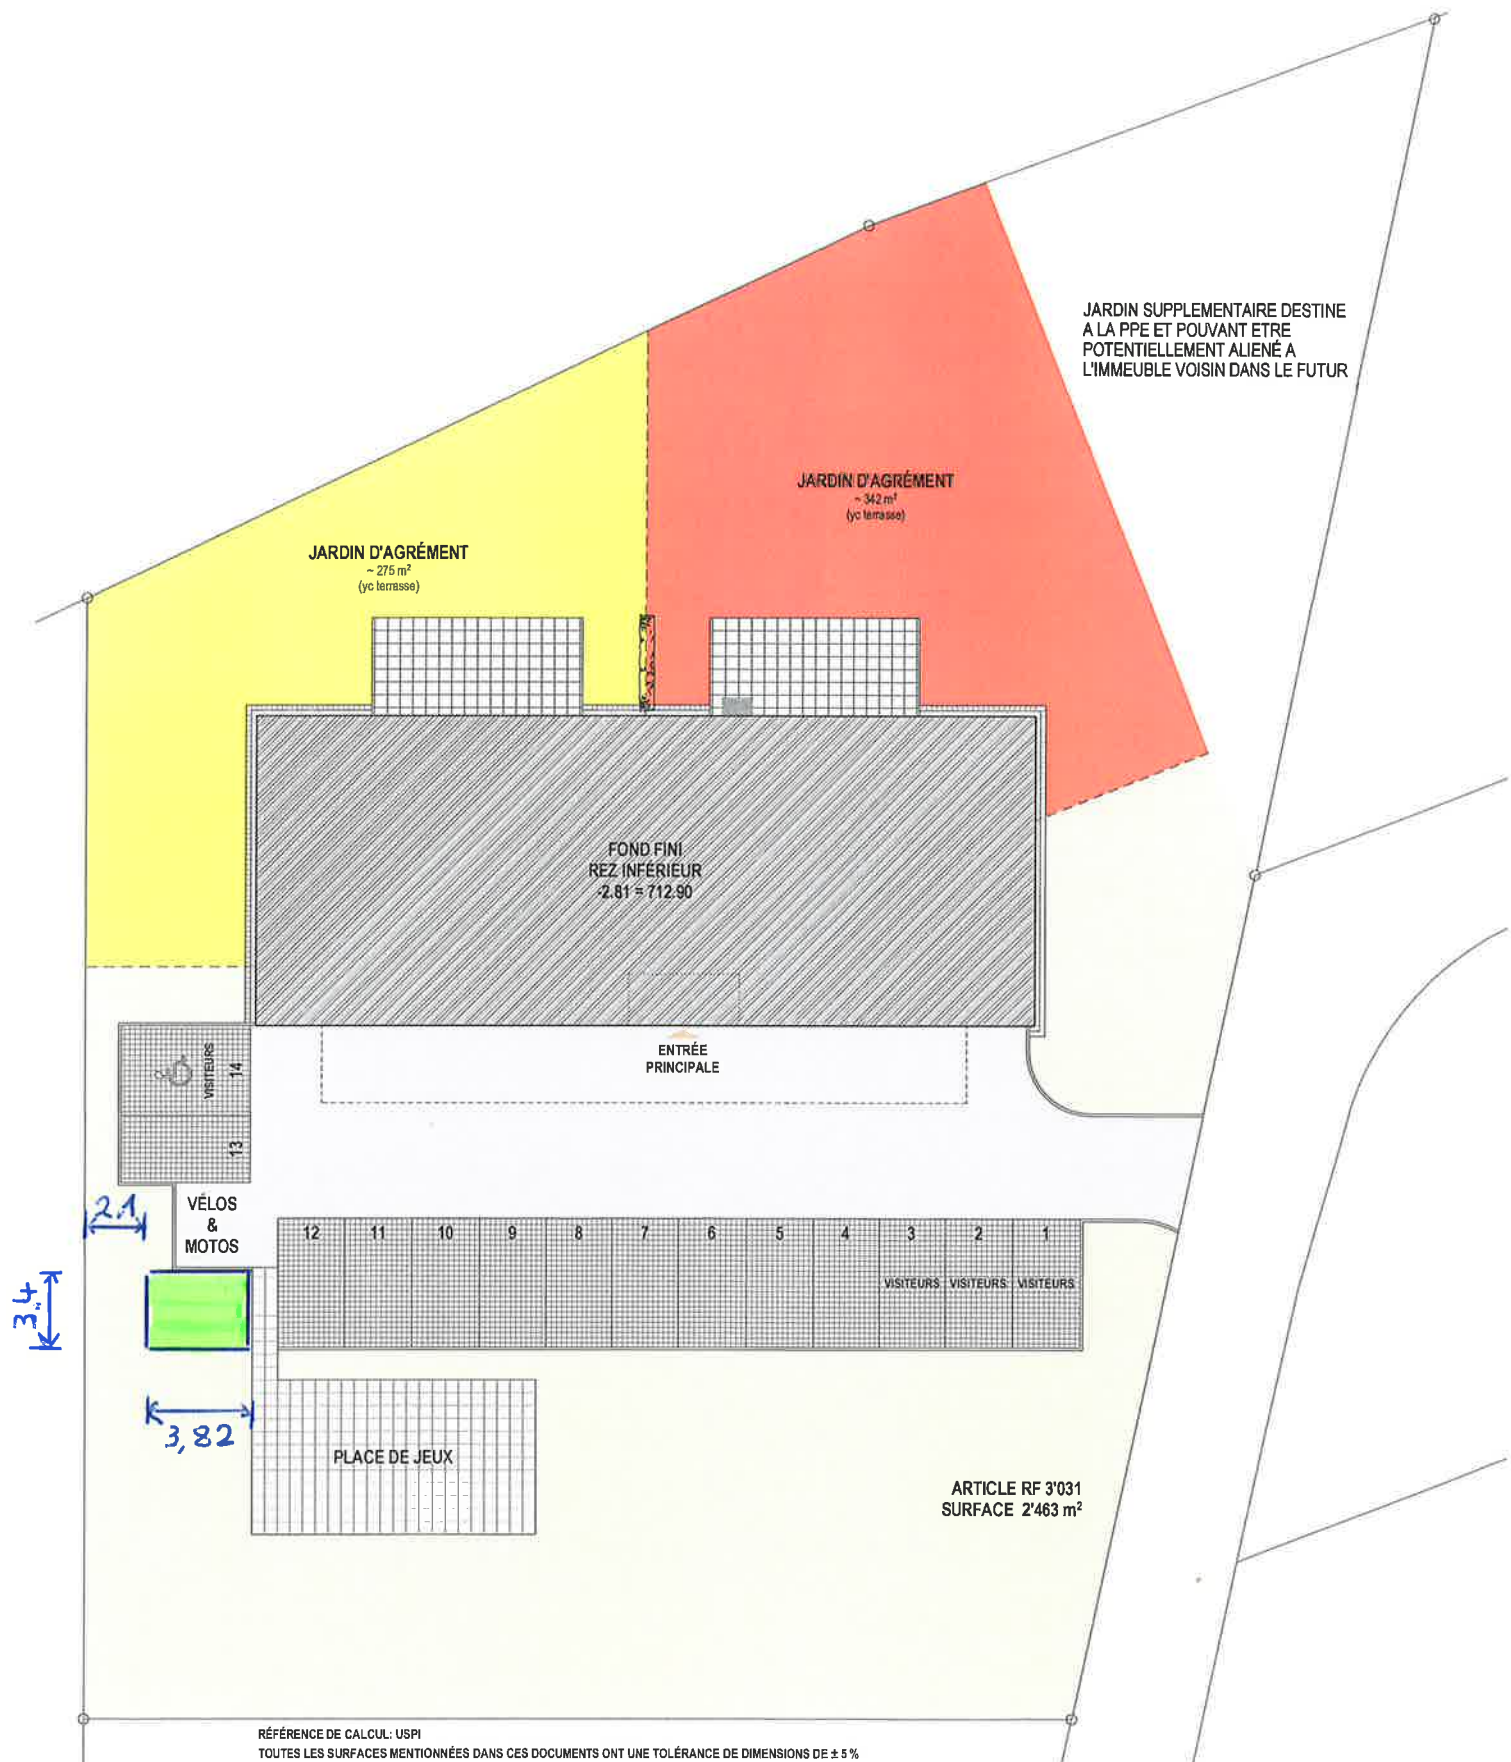 JARDIN SUPPLEMENTAIRE DESTINE
A LA PPE ET POUVANT ETRE
POTENTIELLEMENT ALIENÉ A
L'IMMEUBLE VOISIN DANS LE FUTUR
JARDIN D'AGRÉMENT
~ 342 m²
(yc terrasse)
JARDIN D'AGRÉMENT
~ 275 m²
(yc terrasse)
FOND FINI
REZ INFÉRIEUR
-2.81 = 712.90
ENTRÉE
PRINCIPALE
VISITEURS
14
13
VÉLOS
&
MOTOS
2.1
12 11 10 9 8 7 6 5 4 3 2 1
VISITEURS VISITEURS VISITEURS
3.4
3,82
PLACE DE JEUX
ARTICLE RF 3'031
SURFACE 2'463 m²
RÉFÉRENCE DE CALCUL: USPI
TOUTES LES SURFACES MENTIONNÉES DANS CES DOCUMENTS ONT UNE TOLÉRANCE DE DIMENSIONS DE ± 5 %